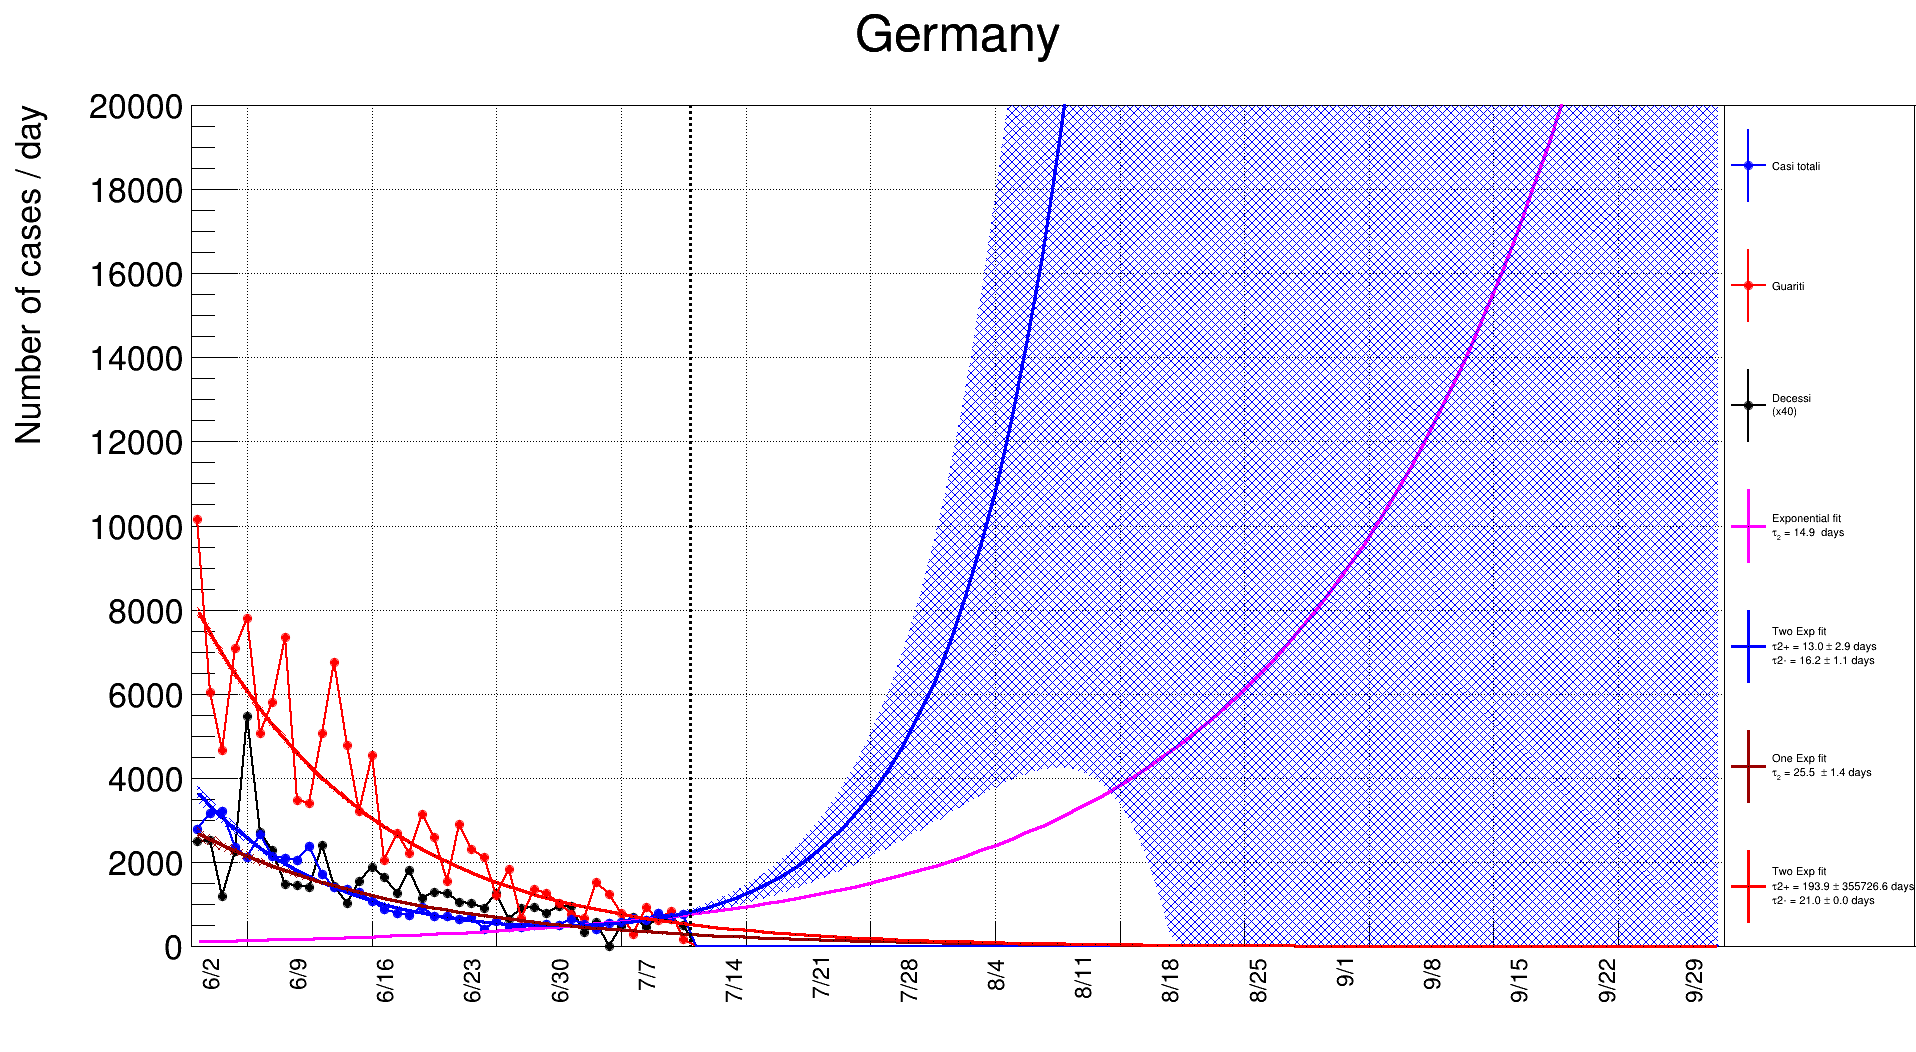 Germany
Number of cases / day
20000
18000
16000
14000
12000
10000
8000
6000
4000
2000
0
6/2
6/9
6/16
6/23
6/30
7/7
7/14
7/21
7/28
8/4
8/11
8/18
8/25
9/1
9/8
9/15
9/22
9/29
Casi totali
Guariti
Decessi
(x40)
Exponential fit
τ2 = 14.9 days
Two Exp fit
τ2+ = 13.0 ± 2.9 days
τ2- = 16.2 ± 1.1 days
One Exp fit
τ2 = 25.5 ± 1.4 days
Two Exp fit
τ2+ = 193.9 ± 355726.6 days
τ2- = 21.0 ± 0.0 days